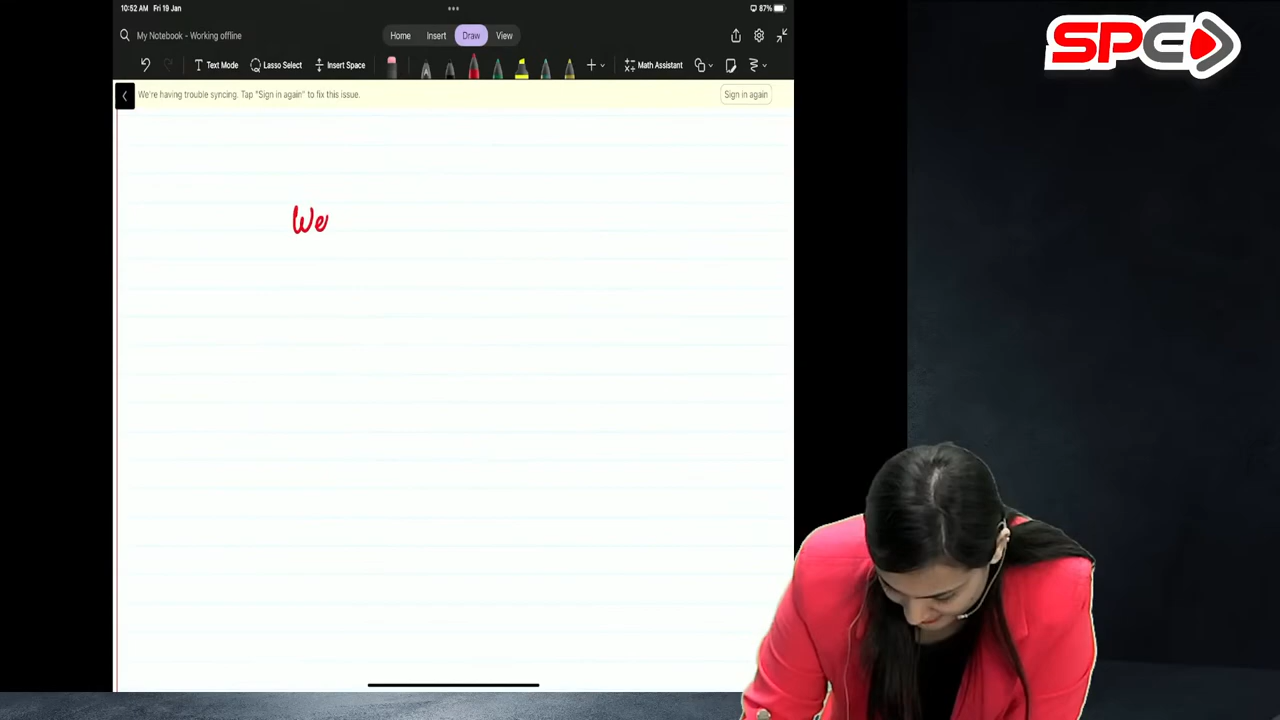 10:52 AM Fri 19 Jan
87%
My Notebook - Working offline
Home Insert Draw View
Text Mode Lasso Select Insert Space Math Assistant
We're having trouble syncing. Tap "Sign in again" to fix this issue.
Sign in again
We
SPE